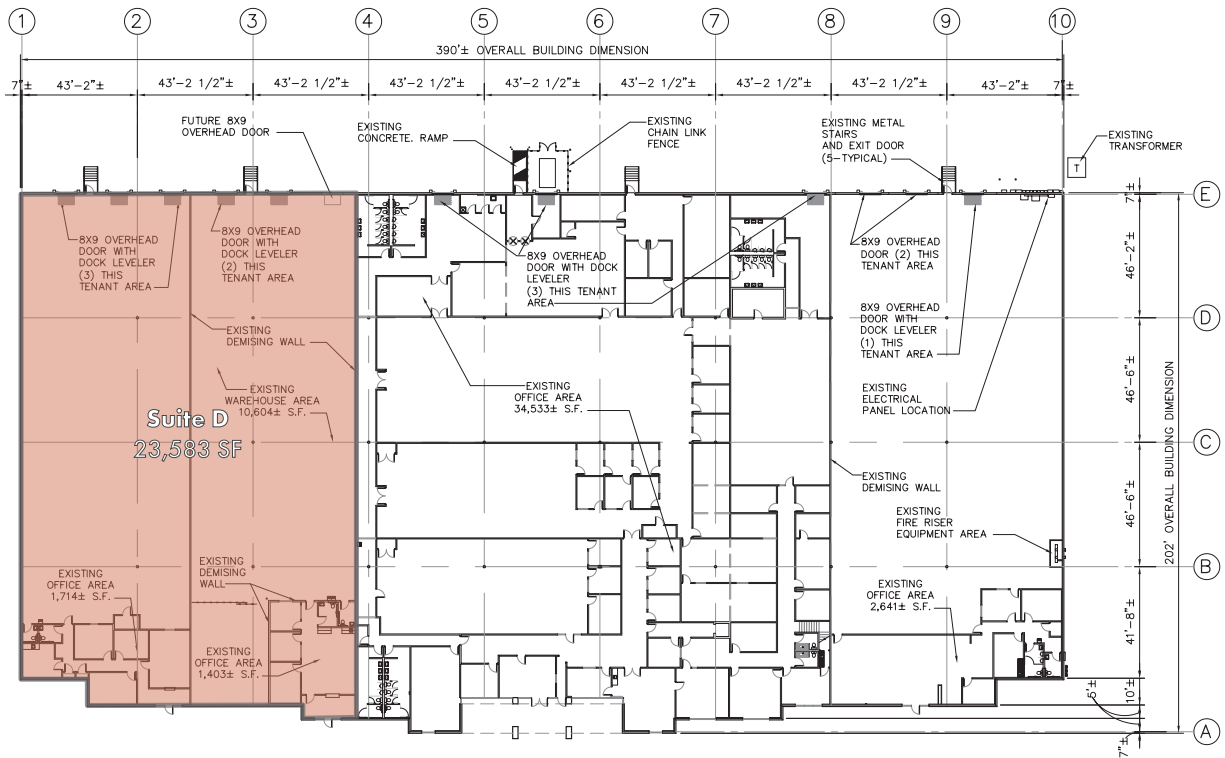 1 2 3 4 5 6 7 8 9 10
390'± OVERALL BUILDING DIMENSION
7"± 43'-2"± 43'-2 1/2"± 43'-2 1/2"± 43'-2 1/2"± 43'-2 1/2"± 43'-2 1/2"± 43'-2 1/2"± 43'-2 1/2"± 43'-2"± 7"±
FUTURE 8X9
OVERHEAD DOOR
EXISTING
CONCRETE. RAMP
EXISTING
CHAIN LINK
FENCE
EXISTING METAL
STAIRS
AND EXIT DOOR
(5-TYPICAL)
EXISTING
TRANSFORMER
T
E
7"±
8X9 OVERHEAD
DOOR WITH
DOCK LEVELER
(3) THIS
TENANT AREA
8X9 OVERHEAD
DOOR WITH
DOCK LEVELER
(2) THIS
TENANT AREA
8X9 OVERHEAD
DOOR WITH DOCK
LEVELER
(3) THIS TENANT
AREA
8X9 OVERHEAD
DOOR (2) THIS
TENANT AREA
46'-2"±
8X9 OVERHEAD
DOOR WITH
DOCK LEVELER
(1) THIS
TENANT AREA
D
EXISTING
DEMISING WALL
EXISTING
WAREHOUSE AREA
10,604± S.F.
Suite D
23,583 SF
EXISTING
OFFICE AREA
34,533± S.F.
EXISTING
ELECTRICAL
PANEL LOCATION
46'-6"±
202' OVERALL BUILDING DIMENSION
C
EXISTING
DEMISING WALL
EXISTING
FIRE RISER
EQUIPMENT AREA
46'-6"±
B
EXISTING
OFFICE AREA
1,714± S.F.
EXISTING
DEMISING
WALL
EXISTING
OFFICE AREA
1,403± S.F.
EXISTING
OFFICE AREA
2,641± S.F.
41'-8"±
6'±
10'±
A
7"±